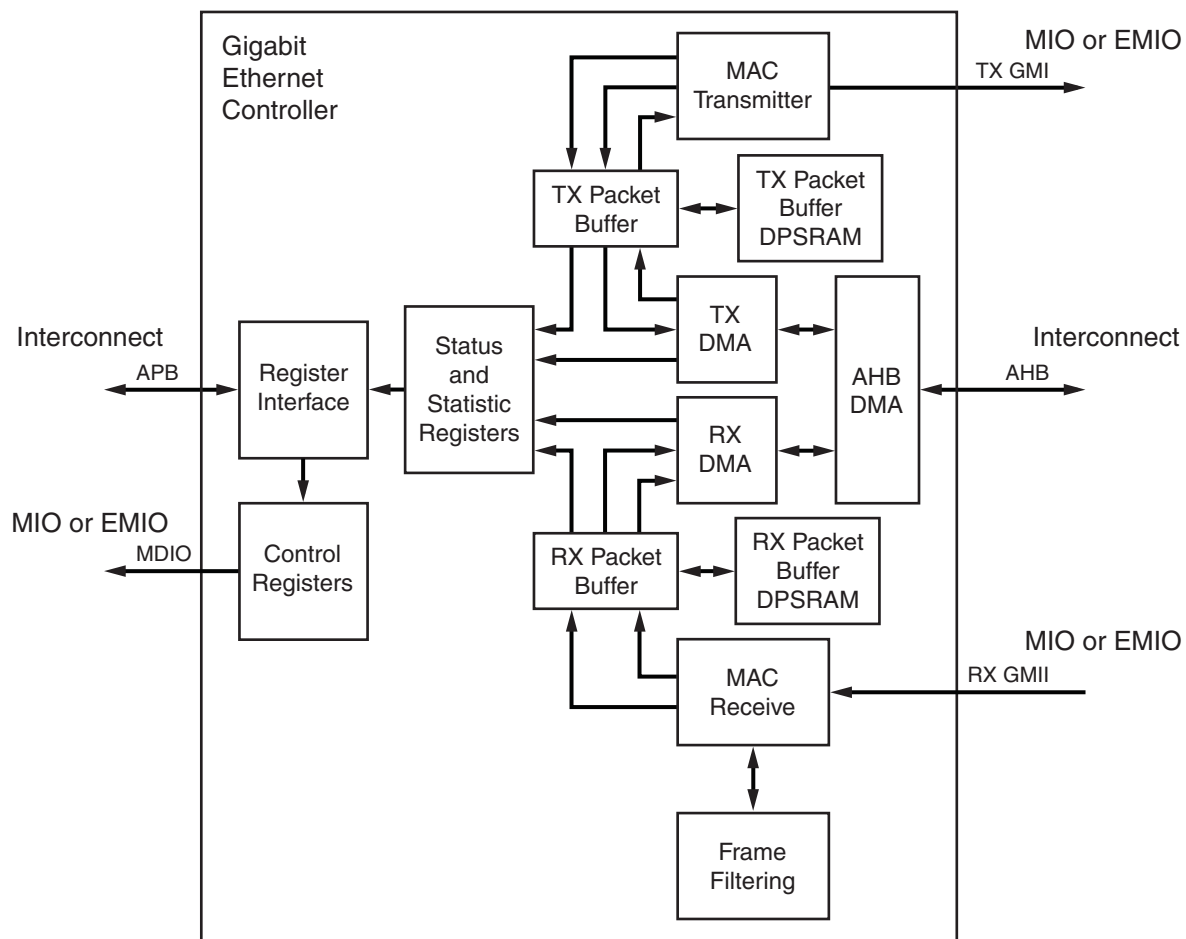 Gigabit
Ethernet
Controller
MIO or EMIO
TX GMI
MAC
Transmitter
TX Packet
Buffer
TX Packet
Buffer
DPSRAM
TX
DMA
Interconnect
APB
Register
Interface
Status
and
Statistic
Registers
AHB
DMA
Interconnect
AHB
RX
DMA
MIO or EMIO
MDIO
Control
Registers
RX Packet
Buffer
RX Packet
Buffer
DPSRAM
MIO or EMIO
RX GMII
MAC
Receive
Frame
Filtering